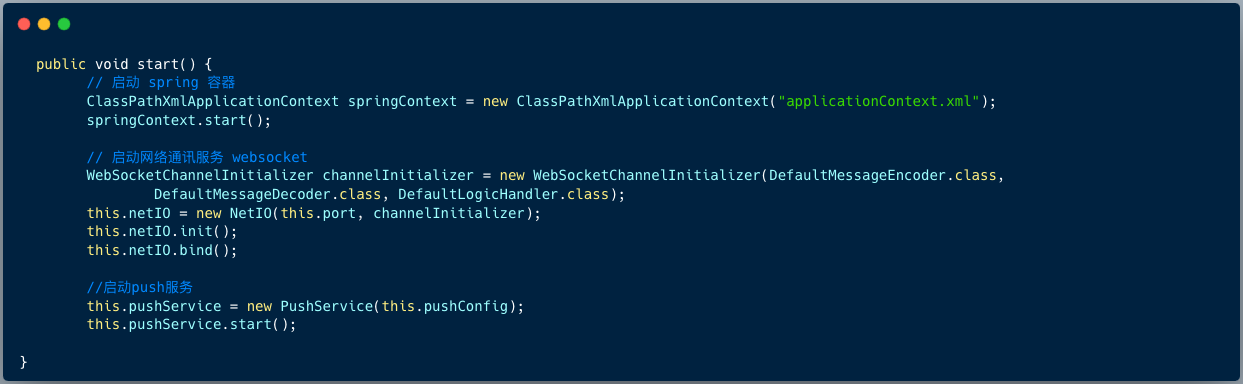 public void start() {
// 启动 spring 容器
ClassPathXmlApplicationContext springContext = new ClassPathXmlApplicationContext("applicationContext.xml");
springContext.start();
// 启动网络通讯服务 websocket
WebSocketChannelInitializer channelInitializer = new WebSocketChannelInitializer(DefaultMessageEncoder.class,
DefaultMessageDecoder.class, DefaultLogicHandler.class);
this.netIO = new NetIO(this.port, channelInitializer);
this.netIO.init();
this.netIO.bind();
//启动push服务
this.pushService = new PushService(this.pushConfig);
this.pushService.start();
}